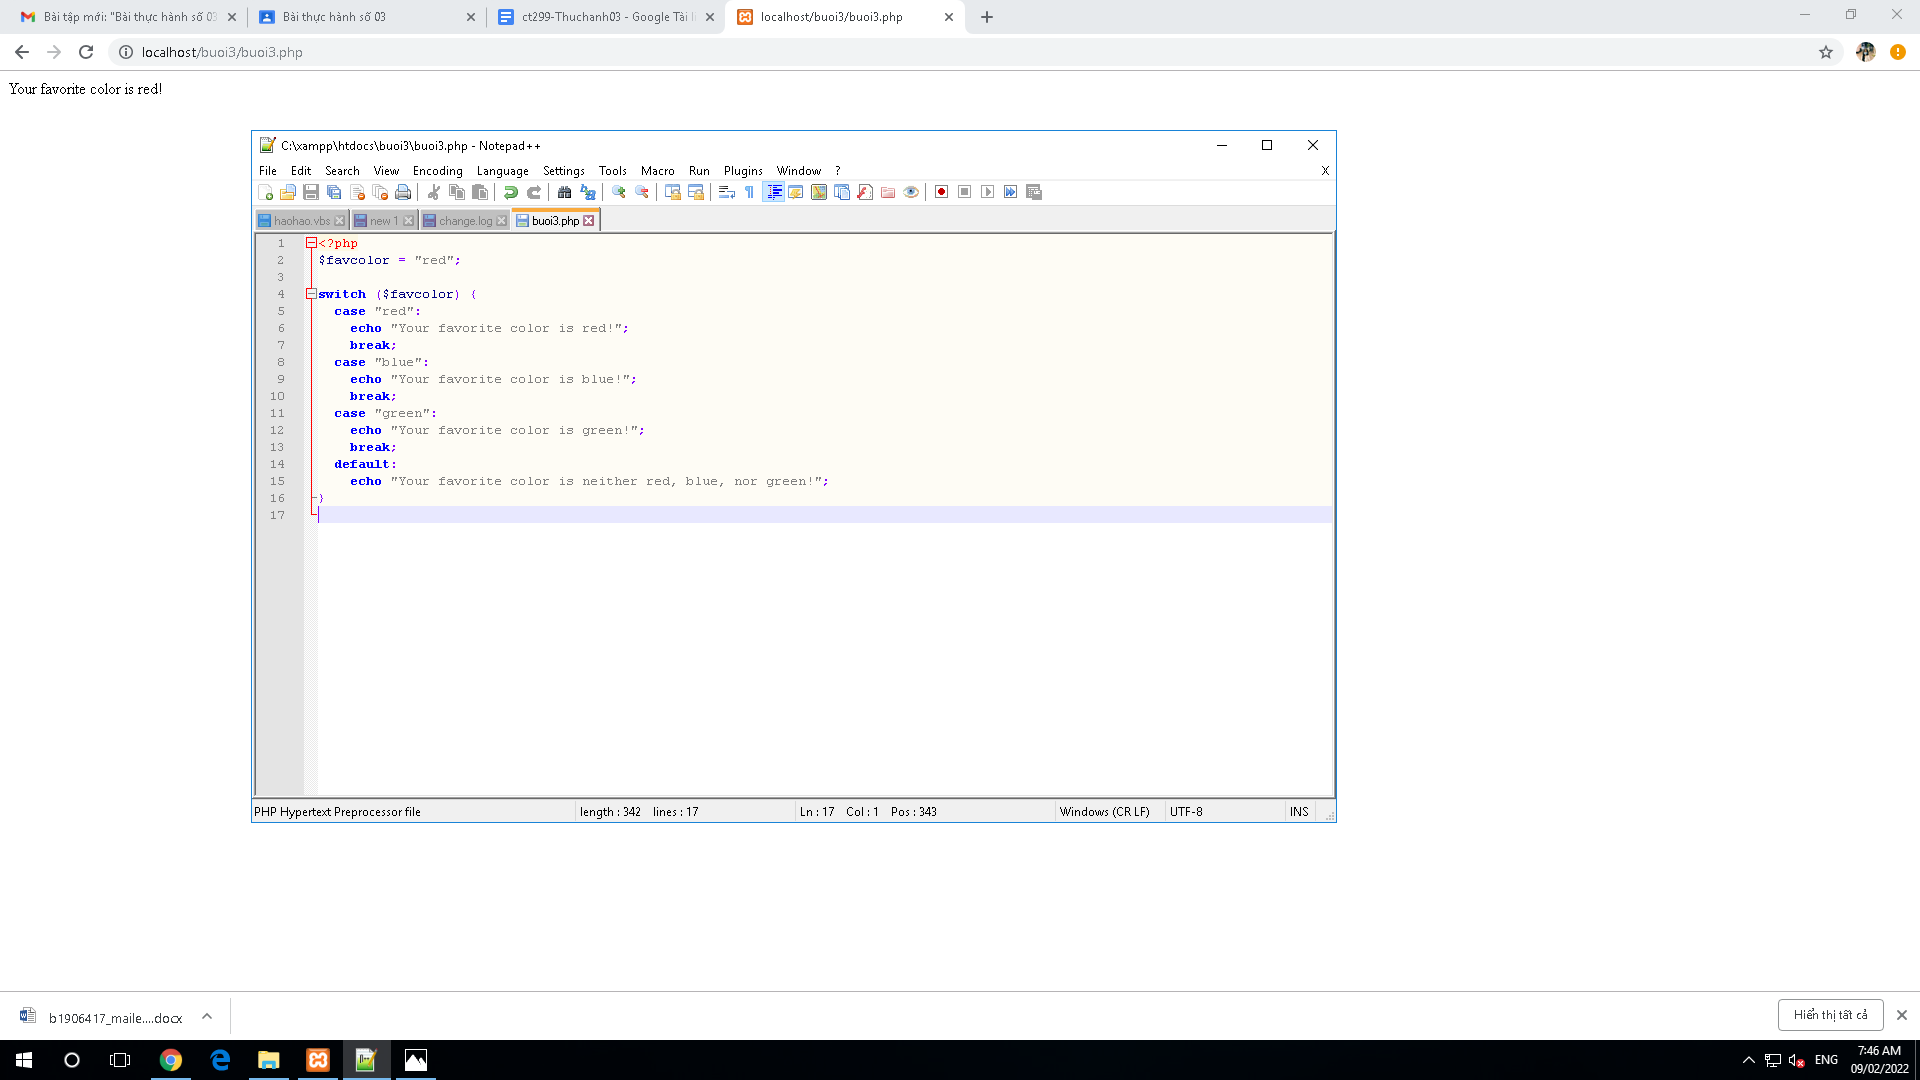 Bài tập mới: "Bài thực hành số 03
Bài thực hành số 03
ct299-Thuchanh03 - Google Tài li
localhost/buoi3/buoi3.php
localhost/buoi3/buoi3.php
Your favorite color is red!
C:\xampp\htdocs\buoi3\buoi3.php - Notepad++
File Edit Search View Encoding Language Settings Tools Macro Run Plugins Window ? X
haohao.vbs new 1 change.log buoi3.php
1 <?php
2 $favcolor = "red";
3
4 switch ($favcolor) {
5 case "red":
6 echo "Your favorite color is red!";
7 break;
8 case "blue":
9 echo "Your favorite color is blue!";
10 break;
11 case "green":
12 echo "Your favorite color is green!";
13 break;
14 default:
15 echo "Your favorite color is neither red, blue, nor green!";
16 }
17
PHP Hypertext Preprocessor file length : 342 lines : 17 Ln : 17 Col : 1 Pos : 343 Windows (CR LF) UTF-8 INS
b1906417_maile....docx
Hiển thị tất cả
ENG
7:46 AM
09/02/2022